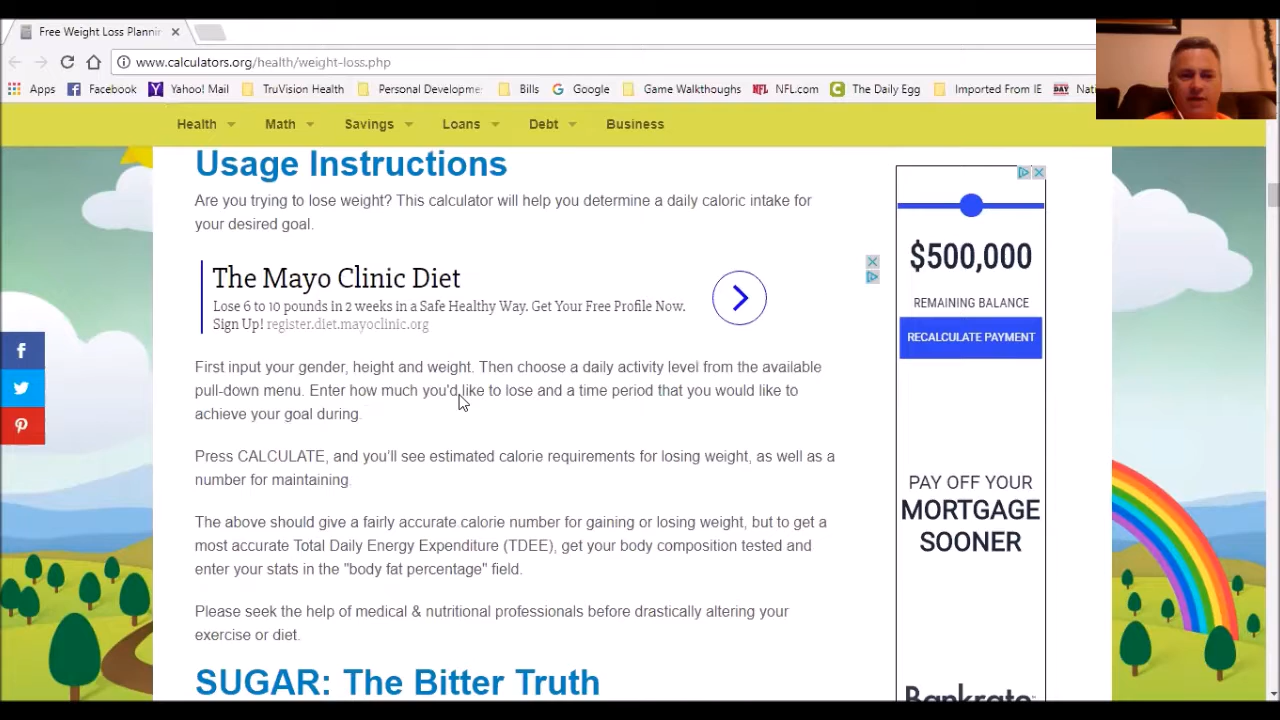 Free Weight Loss Plannin
www.calculators.org/health/weight-loss.php
Apps Facebook Yahoo! Mail TruVision Health Personal Developme Bills Google Game Walkthroughs NFL.com The Daily Egg Imported From IE DAY Nati
Health Math Savings Loans Debt Business
Usage Instructions
Are you trying to lose weight? This calculator will help you determine a daily caloric intake for
your desired goal.
The Mayo Clinic Diet
Lose 6 to 10 pounds in 2 weeks in a Safe Healthy Way. Get Your Free Profile Now.
Sign Up! register.diet.mayoclinic.org
First input your gender, height and weight. Then choose a daily activity level from the available
pull-down menu. Enter how much you'd like to lose and a time period that you would like to
achieve your goal during.
Press CALCULATE, and you'll see estimated calorie requirements for losing weight, as well as a
number for maintaining.
The above should give a fairly accurate calorie number for gaining or losing weight, but to get a
most accurate Total Daily Energy Expenditure (TDEE), get your body composition tested and
enter your stats in the "body fat percentage" field.
Please seek the help of medical & nutritional professionals before drastically altering your
exercise or diet.
SUGAR: The Bitter Truth
$500,000
REMAINING BALANCE
RECALCULATE PAYMENT
PAY OFF YOUR
MORTGAGE
SOONER
Bankrate